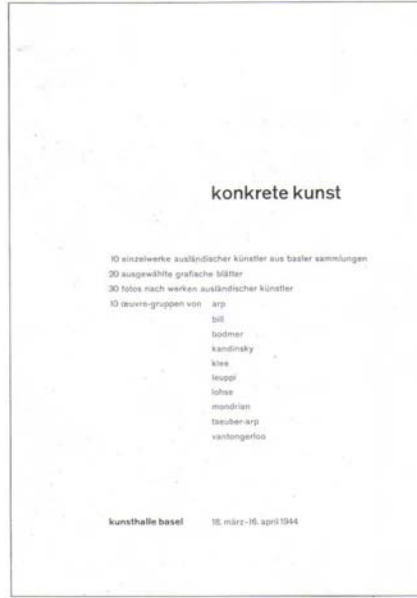 konkrete kunst
10 einzelwerke ausländischer künstler aus basler sammlungen
20 ausgewählte grafische blätter
30 fotos nach werken ausländischer künstler
10 œuvre-gruppen von arp
bill
bodmer
kandinsky
klee
leuppi
lohse
mondrian
taeuber-arp
vantongerloo
kunsthalle basel 18. märz-16. april 1944